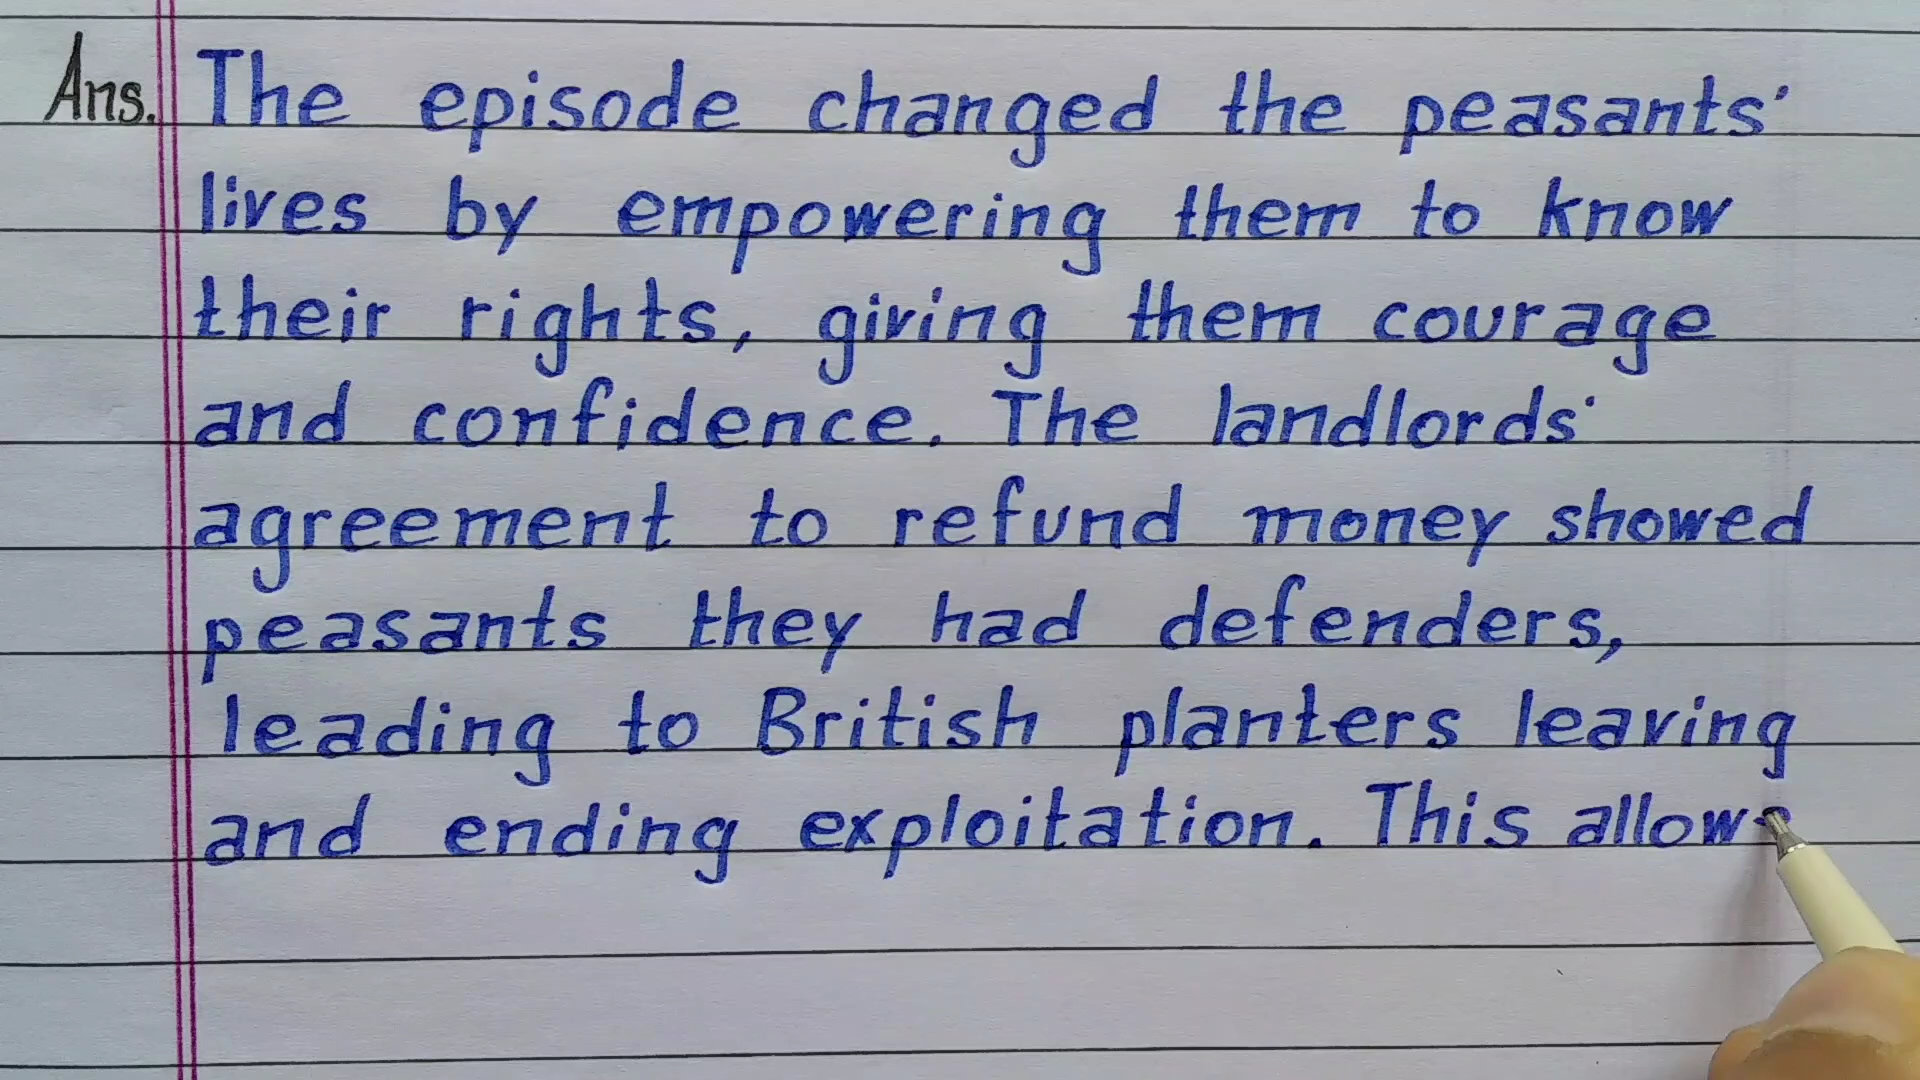 Ans. The episode changed the peasants'
lives by empowering them to know
their rights, giving them courage
and confidence. The landlords'
agreement to refund money showed
peasants they had defenders,
leading to British planters leaving
and ending exploitation. This allow